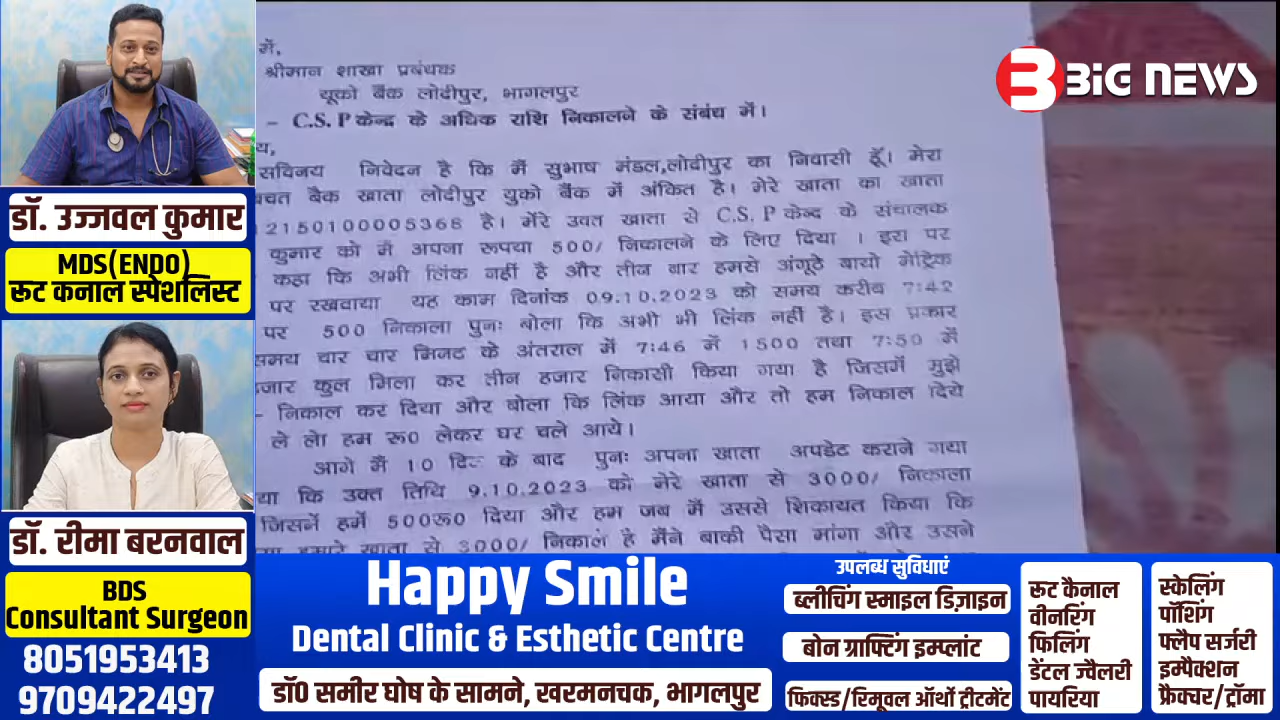 में,
श्रीमान शाखा प्रबंधक
यूको बैंक लोदीपुर, भागलपुर
- C.S. P केन्द के अधिक राशि निकालने के संबंध में।
य,
सविनय निवेदन है कि मैं सुभाष मंडल,लोदीपुर का निवासी हूँ। मेरा
बचत बैक खाता लोदीपुर युको बैंक में अंकित है। मेरे खाता का खाता
2150100005368 है। मेंरे उक्त खाता से C.S. P केन्द के संचालक
कुमार को मै अपना रूपया 500/ निकालने के लिए दिया । इस पर
कहा कि अभी लिंक नहीं है और तीन बार हमसे अंगूठे बायो मेट्रिक
पर रखवाया यह काम दिनांक 09.10.2023 को समय करीब 7:42
पर 500 निकाला पुनः बोला कि अभी भी लिंक नहीं है। इस प्रकार
समय चार चार मिनट के अंतराल में 7:46 में 1500 तथा 7:50 में
हजार कुल मिला कर तीन हजार निकासी किया गया है जिसमें मुझे
- निकाल कर दिया और बोला कि लिंक आया और तो हम निकाल दिये
ले लेा हम रू0 लेकर घर चले आये।
आगे मैं 10 दिन के बाद पुनः अपना खाता अपडेट कराने गया
या कि उक्त तिथि 9.10.2023 को मेरे खाता से 3000/ निकाला
जिसमें हमें 500रू0 दिया और हम जब मैं उससे शिकायत किया कि
हमारे खाता से 3000/ निकाले है मैंने बाकी पैसा मांगा और उसने
BIG NEWS
डॉ. उज्जवल कुमार
MDS(ENDO)
रूट कनाल स्पेशलिस्ट
डॉ. रीमा बरनवाल
BDS
Consultant Surgeon
8051953413
9709422497
Happy Smile
Dental Clinic & Esthetic Centre
डॉ0 समीर घोष के सामने, खरमनचक, भागलपुर
उपलब्ध सुविधाएं
ब्लीचिंग स्माइल डिज़ाइन
बोन ग्राफ्टिंग इम्प्लांट
फिक्स्ड/रिमूवल ऑर्थो ट्रीटमेंट
रूट कैनाल
वीनरिंग
फिलिंग
डेंटल ज्वैलरी
पायरिया
स्केलिंग
पॉशिंग
फ्लैप सर्जरी
इम्पैक्शन
फ्रैक्चर/ट्रॉमा